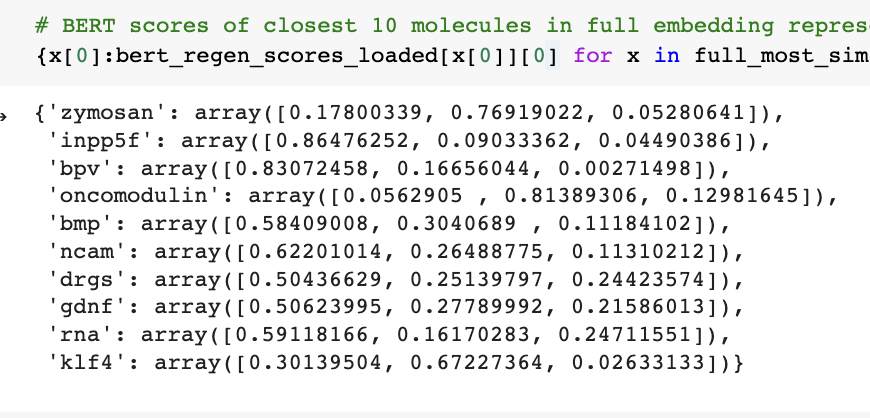 # BERT scores of closest 10 molecules in full embedding repres
{x[0]:bert_regen_scores_loaded[x[0]][0] for x in full_most_sim
{'zymosan': array([0.17800339, 0.76919022, 0.05280641]),
'inpp5f': array([0.86476252, 0.09033362, 0.04490386]),
'bpv': array([0.83072458, 0.16656044, 0.00271498]),
'oncomodulin': array([0.0562905 , 0.81389306, 0.12981645]),
'bmp': array([0.58409008, 0.3040689 , 0.11184102]),
'ncam': array([0.62201014, 0.26488775, 0.11310212]),
'drgs': array([0.50436629, 0.25139797, 0.24423574]),
'gdnf': array([0.50623995, 0.27789992, 0.21586013]),
'rna': array([0.59118166, 0.16170283, 0.24711551]),
'klf4': array([0.30139504, 0.67227364, 0.02633133])}